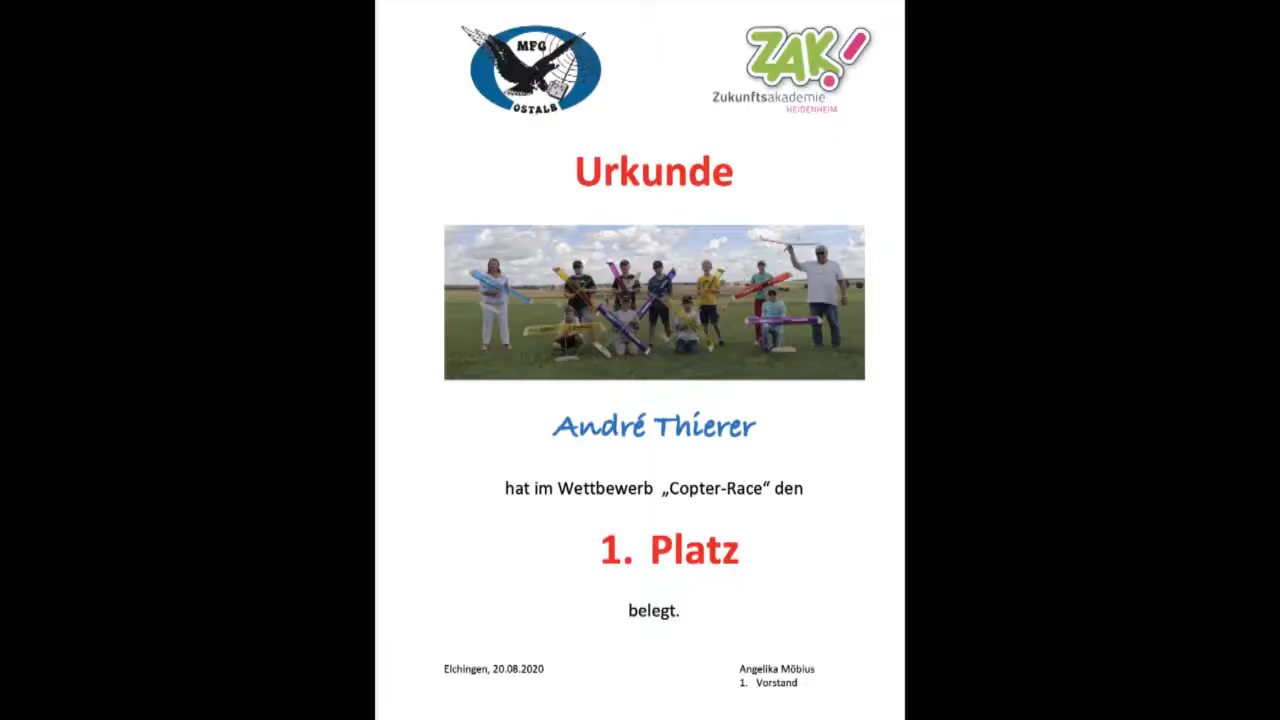 MFG
OSTALB
ZAK!
Zukunftsakademie
HEIDENHEIM
Urkunde
André Thierer
hat im Wettbewerb „Copter-Race“ den
1. Platz
belegt.
Elchingen, 20.08.2020
Angelika Möbius
1. Vorstand